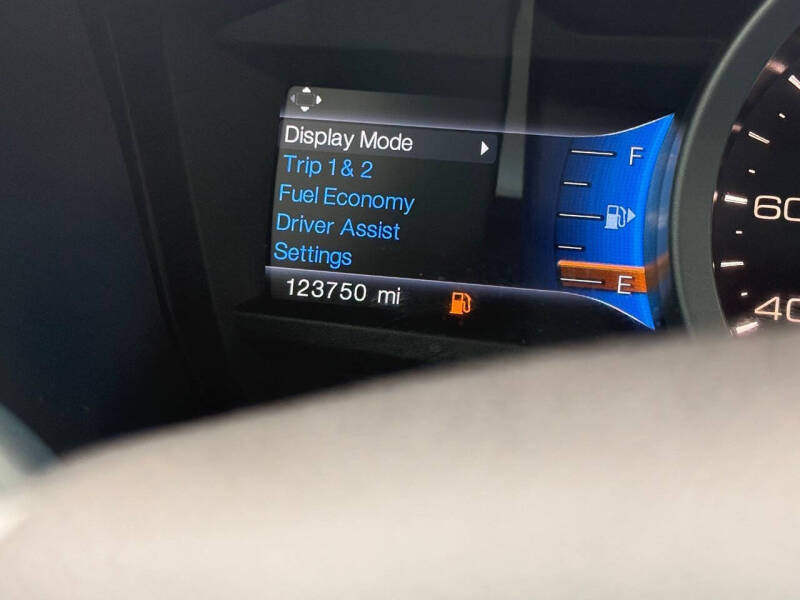 Display Mode
Trip 1 & 2
Fuel Economy
Driver Assist
Settings
123750 mi
F
E
60
40